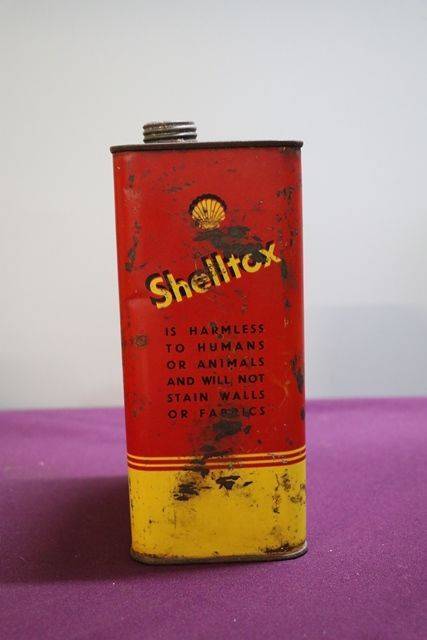 Shelltox
IS HARMLESS
TO HUMANS
OR ANIMALS
AND WILL NOT
STAIN WALLS
OR FABRICS